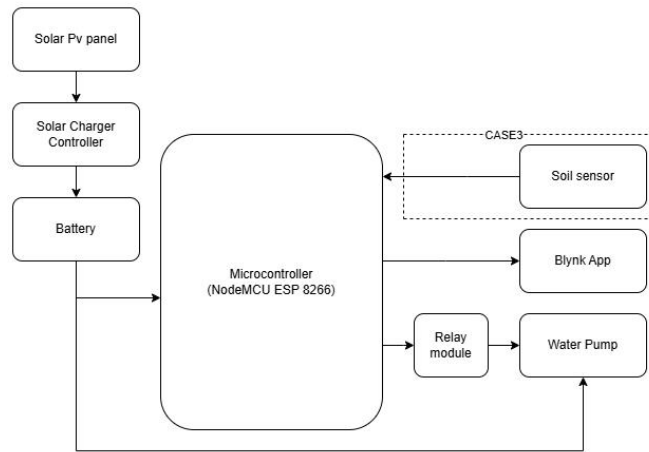 Solar Pv panel
Solar Charger
Controller
Battery
Microcontroller
(NodeMCU ESP 8266)
CASE3
Soil sensor
Blynk App
Relay
module
Water Pump